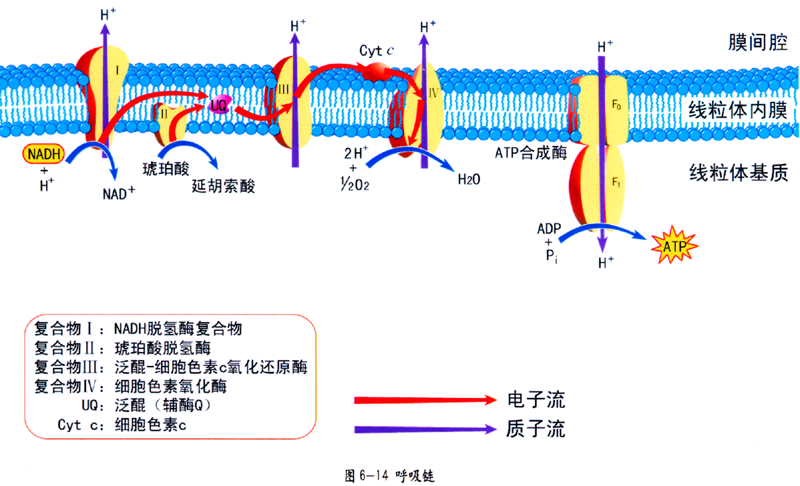 H⁺
H⁺
Cyt c
H⁺
H⁺
膜间腔
I
II
UQ
III
IV
F₀
线粒体内膜
NADH
+
H⁺
NAD⁺
琥珀酸
延胡索酸
2H⁺
+
½O2
H2O
ATP合成酶
F₁
线粒体基质
ADP
+
Pi
H⁺
ATP
复合物Ⅰ：NADH脱氢酶复合物
复合物Ⅱ：琥珀酸脱氢酶
复合物Ⅲ：泛醌-细胞色素c氧化还原酶
复合物Ⅳ：细胞色素氧化酶
UQ：泛醌（辅酶Q）
Cyt c：细胞色素c
电子流
质子流
图6-14 呼吸链